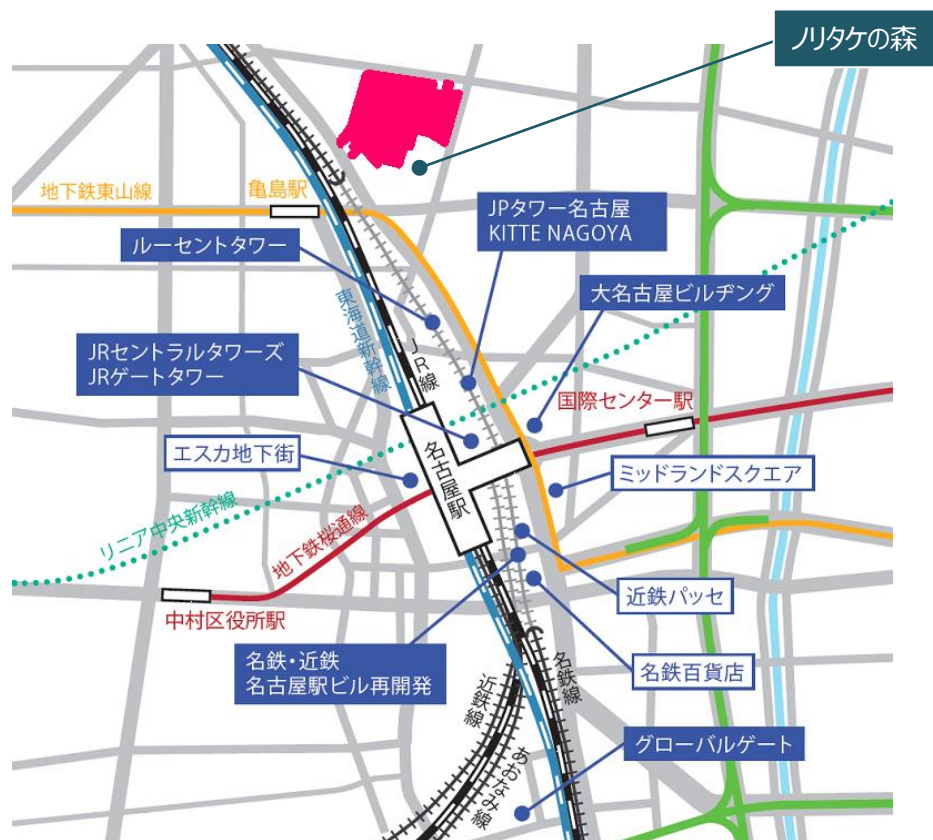 ノリタケの森
地下鉄東山線
亀島駅
JPタワー名古屋
KITTE NAGOYA
ルーセントタワー
大名古屋ビルヂング
東海道新幹線
JR線
JRセントラルタワーズ
JRゲートタワー
国際センター駅
エスカ地下街
名古屋駅
ミッドランドスクエア
リニア中央新幹線
地下鉄桜通線
近鉄パッセ
中村区役所駅
名鉄・近鉄
名古屋駅ビル再開発
名鉄線
名鉄百貨店
近鉄線
あおなみ線
グローバルゲート